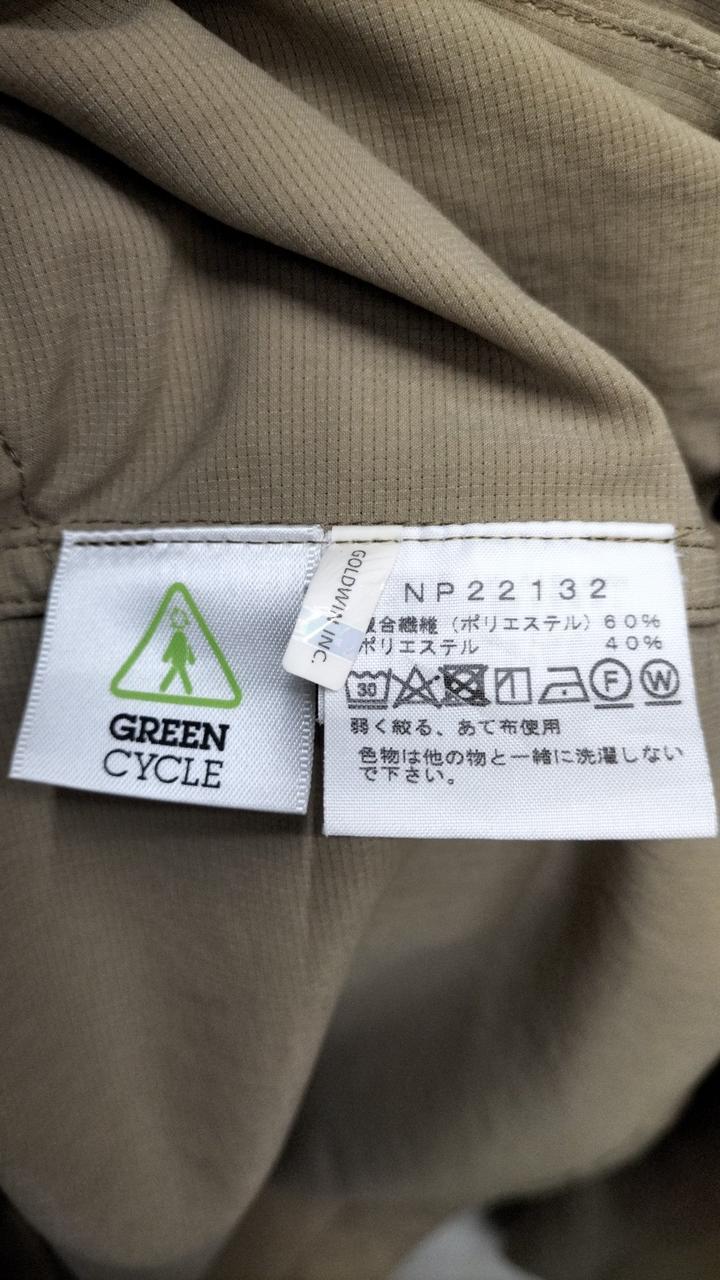 GREEN
CYCLE
GOLDWIN INC.
NP22132
合繊維（ポリエステル）60%
ポリエステル 40%
30
F
W
弱く絞る、あて布使用
色物は他の物と一緒に洗濯しない
で下さい。